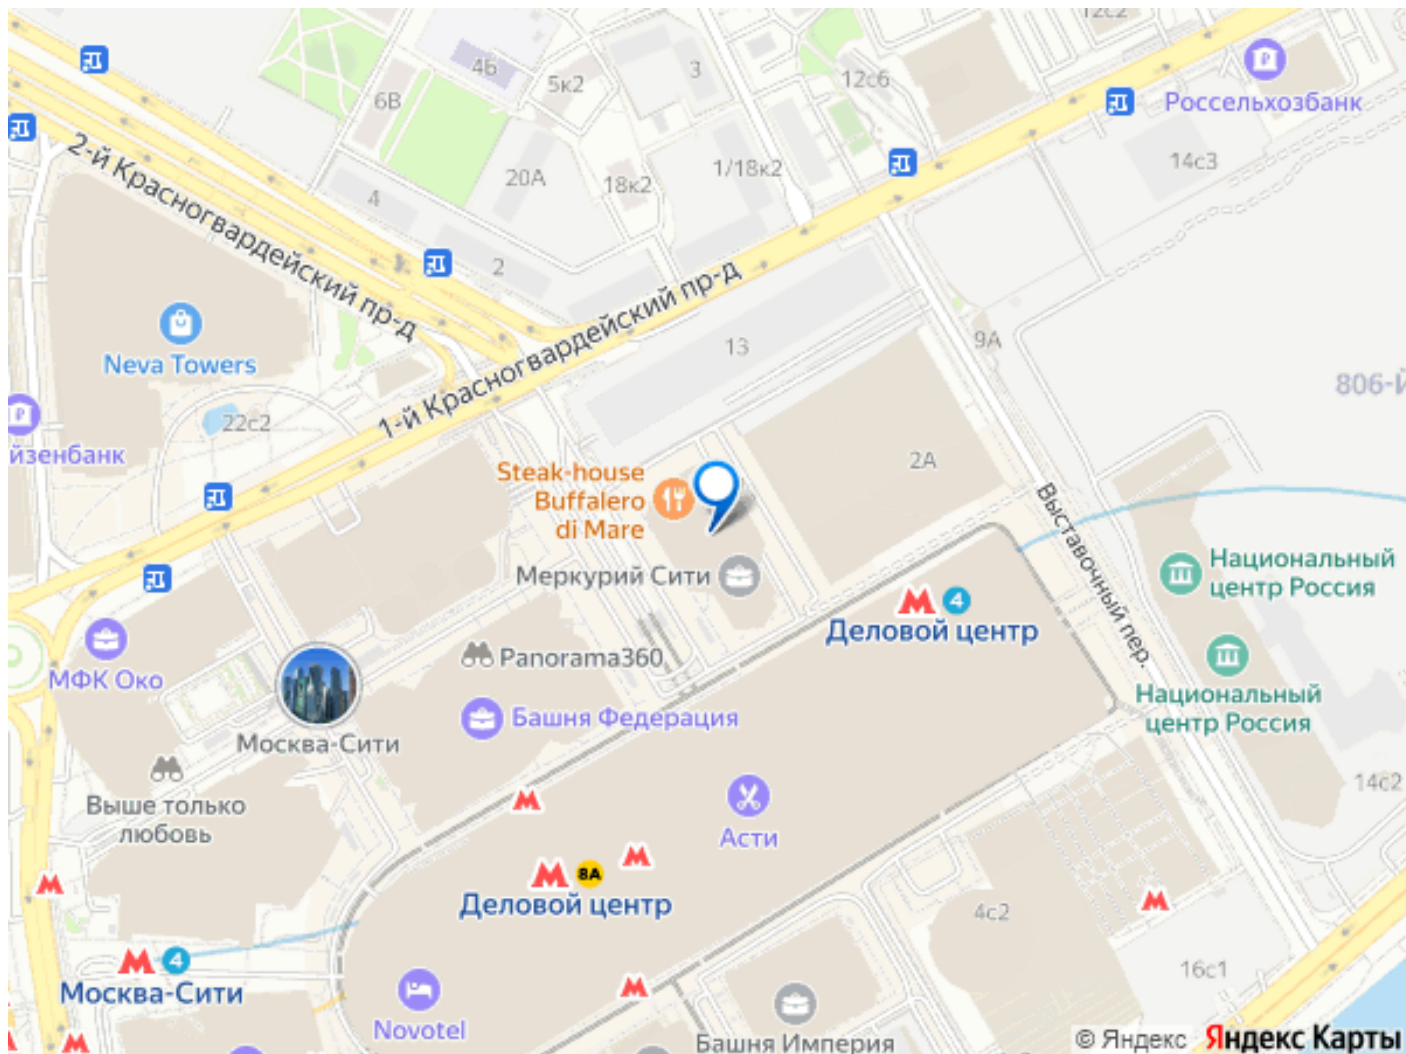 12с2
4Б
3
5к2
12с6
6В
Россельхозбанк
2-й Красногвардейский пр-д
1/18к2
14с3
20А
18к2
4
2
1-й Красногвардейский пр-д
Neva Towers
13
9А
806-Й
22с2
йзенбанк
Steak-house
Buffalero
di Mare
2А
Выставочный пер.
Меркурий Сити
Национальный
центр Россия
4
Деловой центр
Panorama360
МФК Око
Национальный
центр Россия
Башня Федерация
Москва-Сити
14с2
Выше только
любовь
Асти
8А
Деловой центр
4с2
4
Москва-Сити
16с1
Novotel
Башня Империя
© Яндекс Яндекс Карты